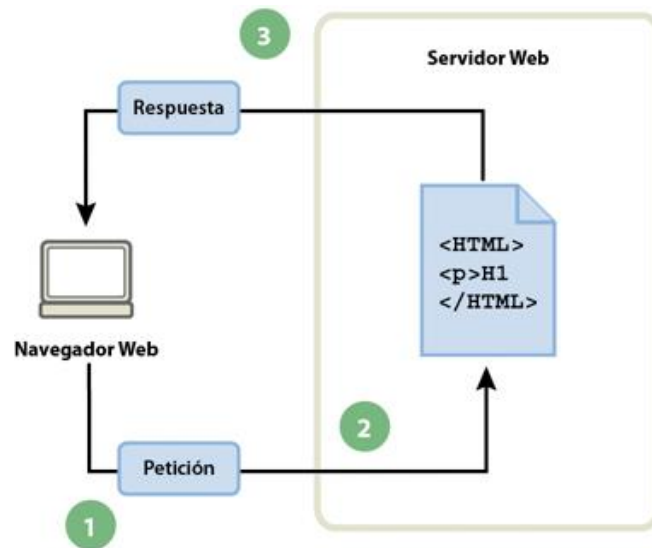 3
Servidor Web
Respuesta
<HTML>
<p>H1
</HTML>
Navegador Web
2
Petición
1